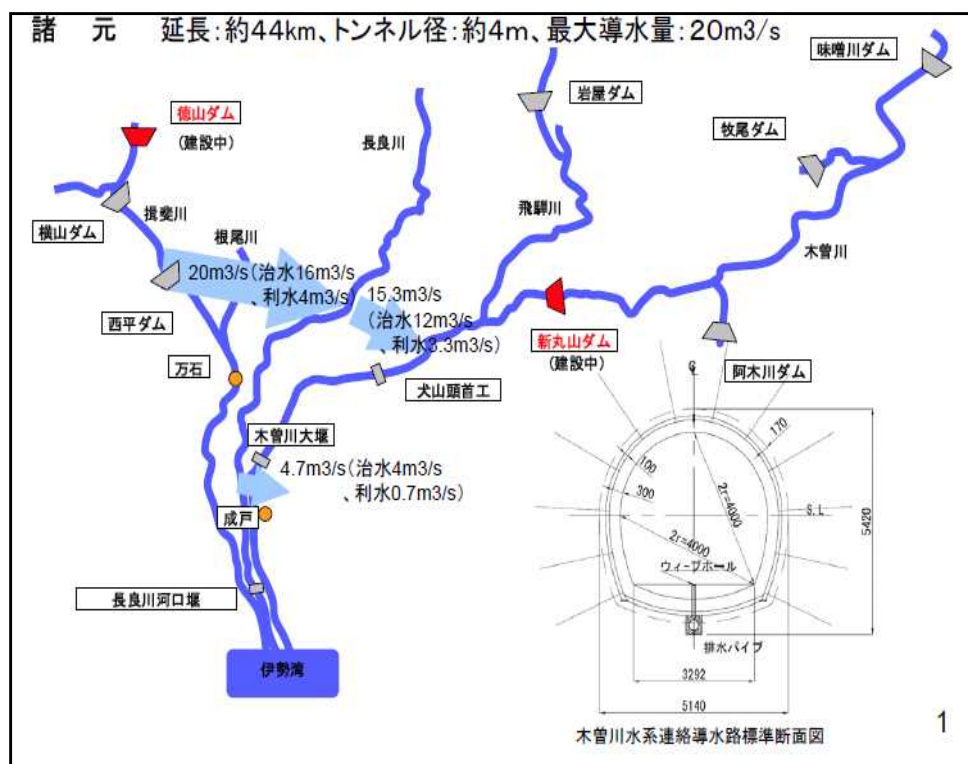 諸 元 延長：約44km、トンネル径：約4m、最大導水量：20m3/s
味噌川ダム
岩屋ダム
徳山ダム
(建設中)
長良川
牧尾ダム
揖斐川
飛騨川
横山ダム
根尾川
木曽川
20m3/s（治水16m3/s
、利水4m3/s）
15.3m3/s
（治水12m3/s
、利水3.3m3/s）
西平ダム
新丸山ダム
(建設中)
万石
犬山頭首工
阿木川ダム
木曽川大堰
4.7m3/s（治水4m3/s
、利水0.7m3/s）
成戸
長良川河口堰
伊勢湾
170
100
300
2r=4000
2r=4000
S.L
5420
ウィープホール
排水パイプ
3292
5140
木曽川水系連絡導水路標準断面図
1